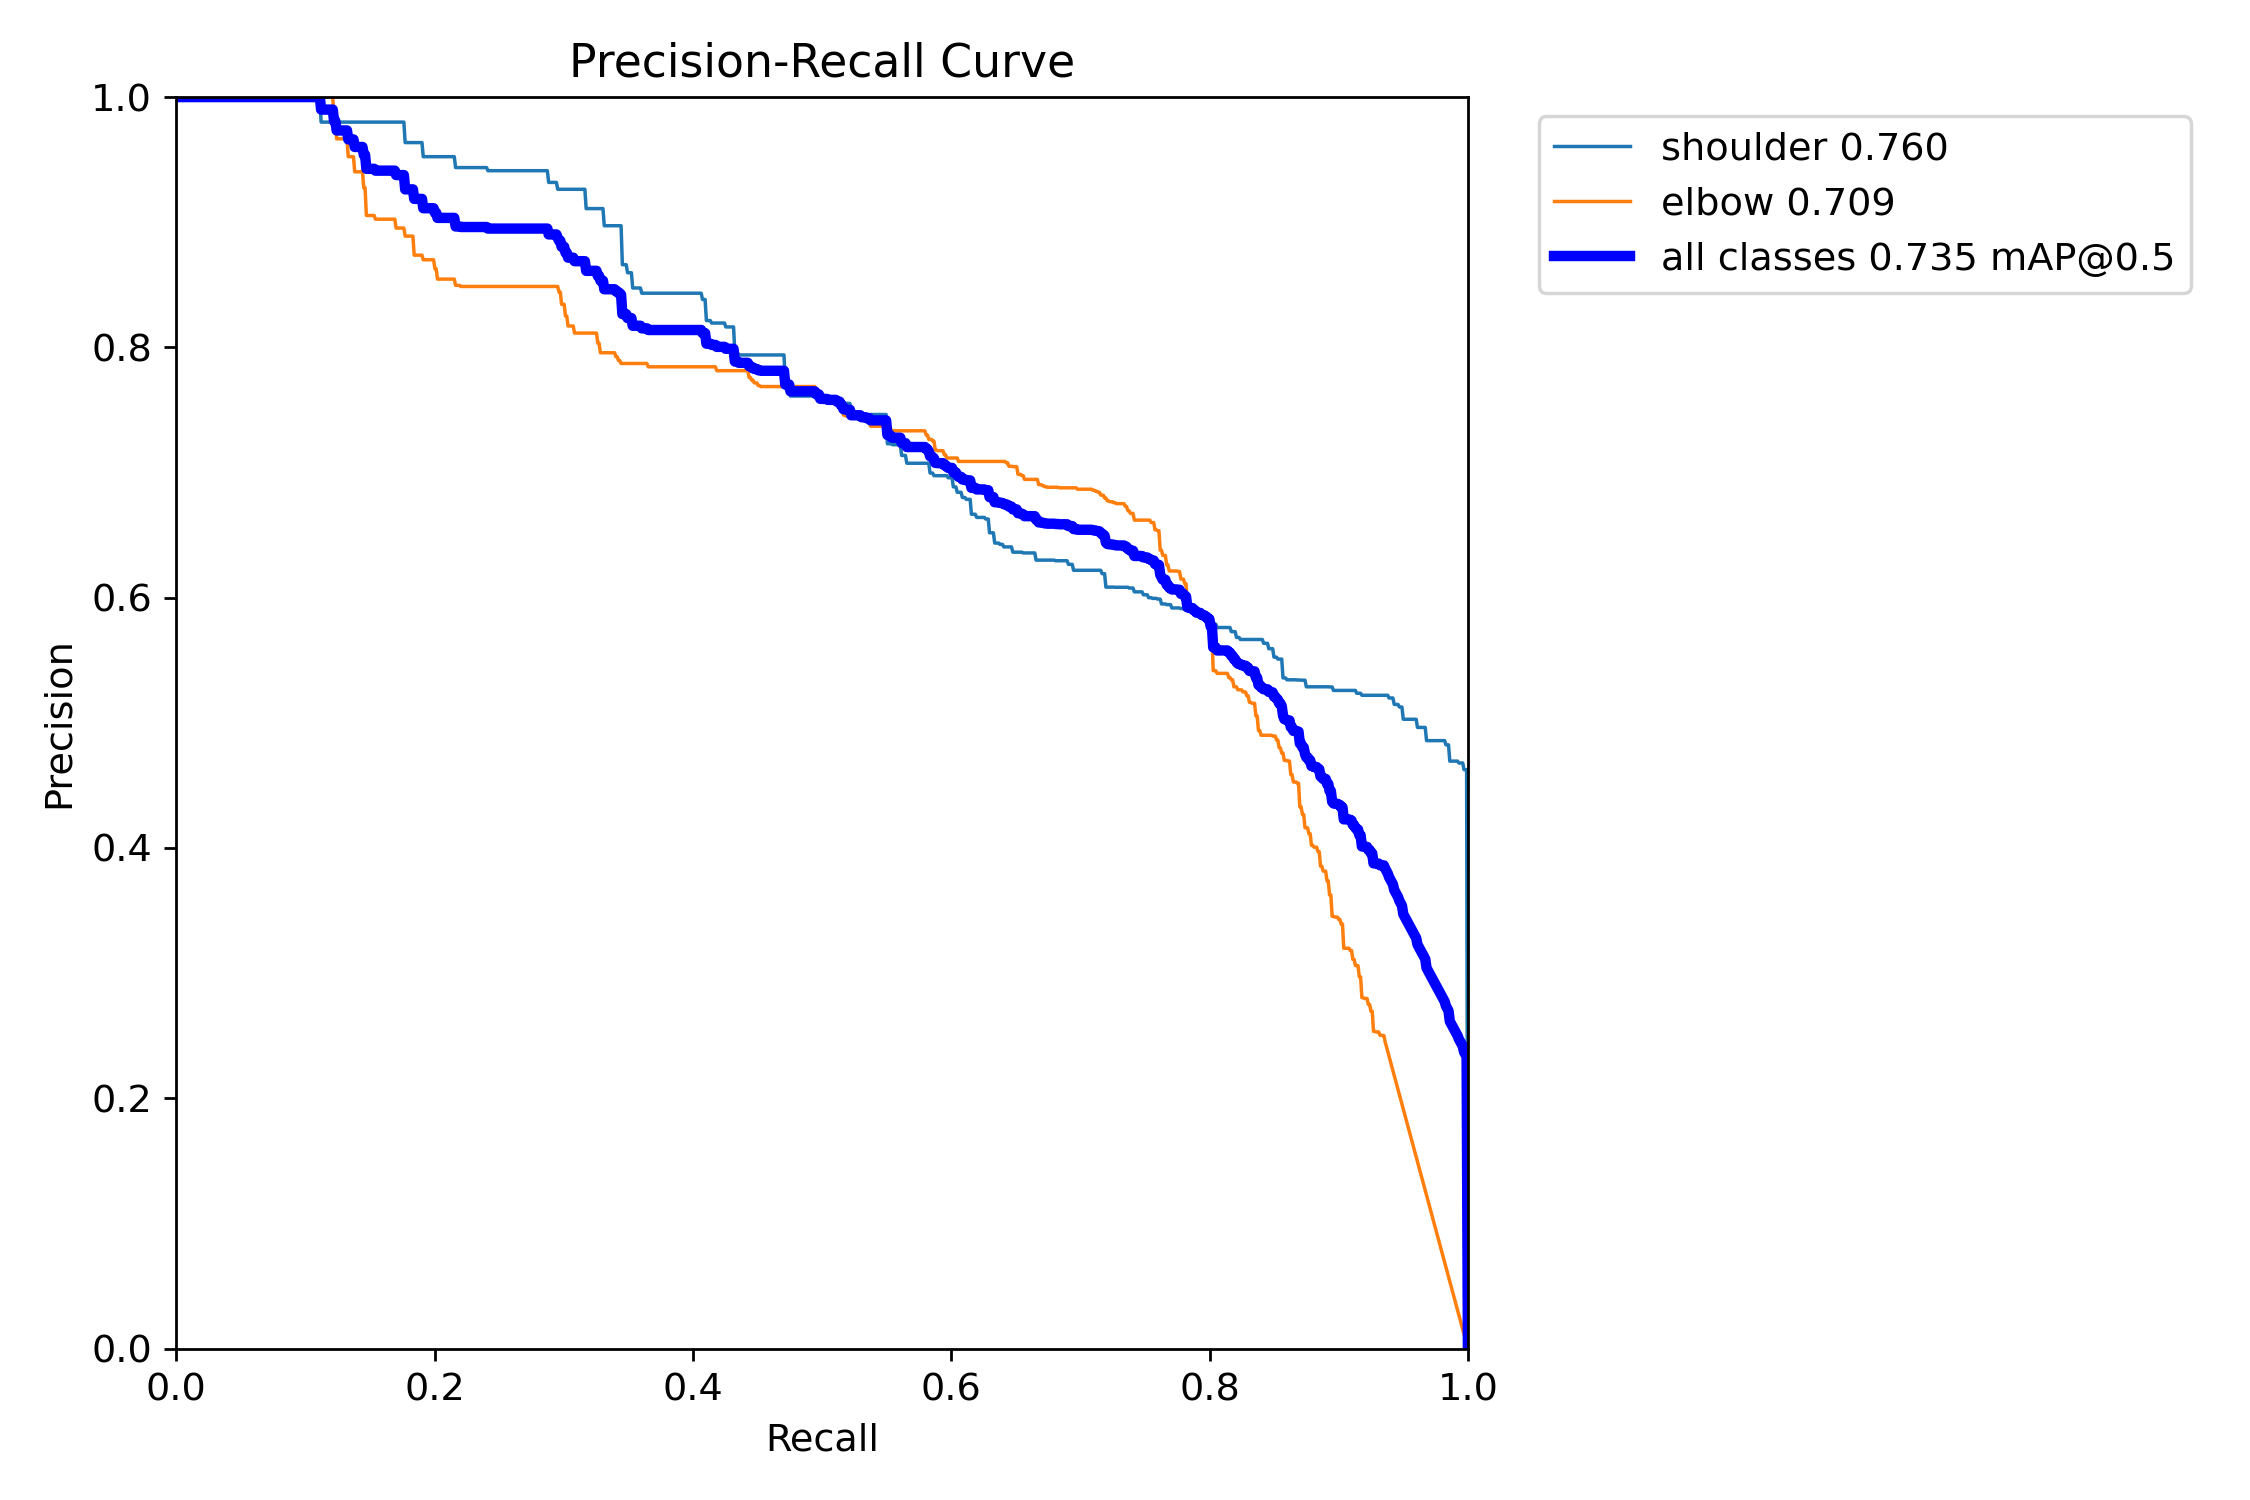 Precision-Recall Curve
shoulder 0.760
elbow 0.709
all classes 0.735 mAP@0.5
Precision
1.0
0.8
0.6
0.4
0.2
0.0
0.0 0.2 0.4 0.6 0.8 1.0
Recall